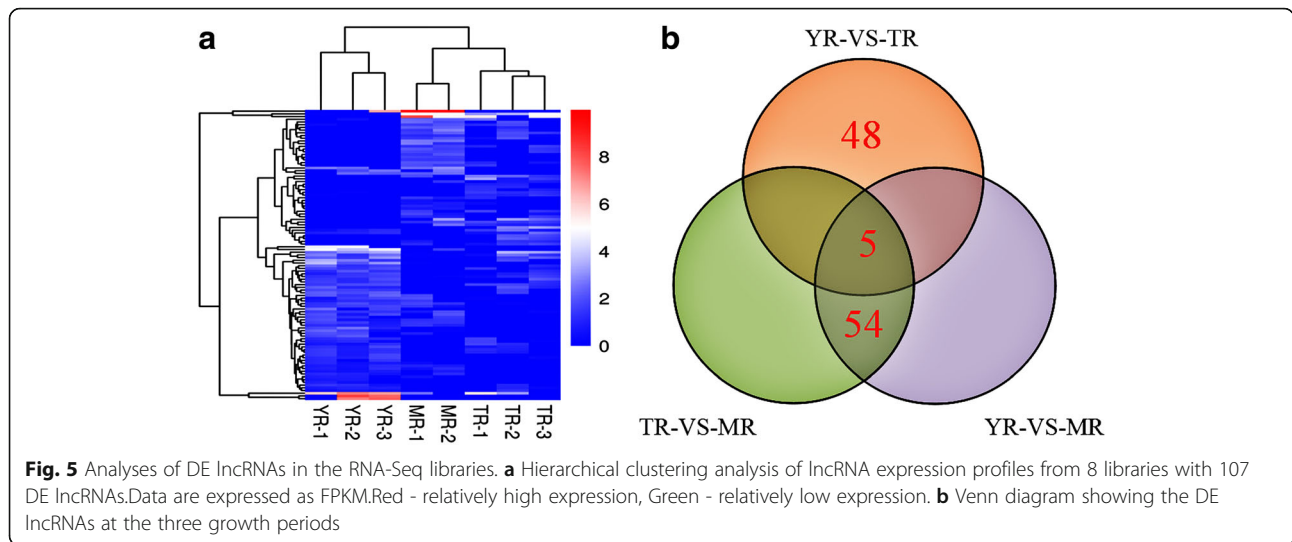 a
b
YR-VS-TR
8
6
4
2
0
48
5
54
YR-1 YR-2 YR-3 MR-1 MR-2 TR-1 TR-2 TR-3
TR-VS-MR
YR-VS-MR
Fig. 5 Analyses of DE lncRNAs in the RNA-Seq libraries. a Hierarchical clustering analysis of lncRNA expression profiles from 8 libraries with 107
DE lncRNAs.Data are expressed as FPKM.Red - relatively high expression, Green - relatively low expression. b Venn diagram showing the DE
lncRNAs at the three growth periods